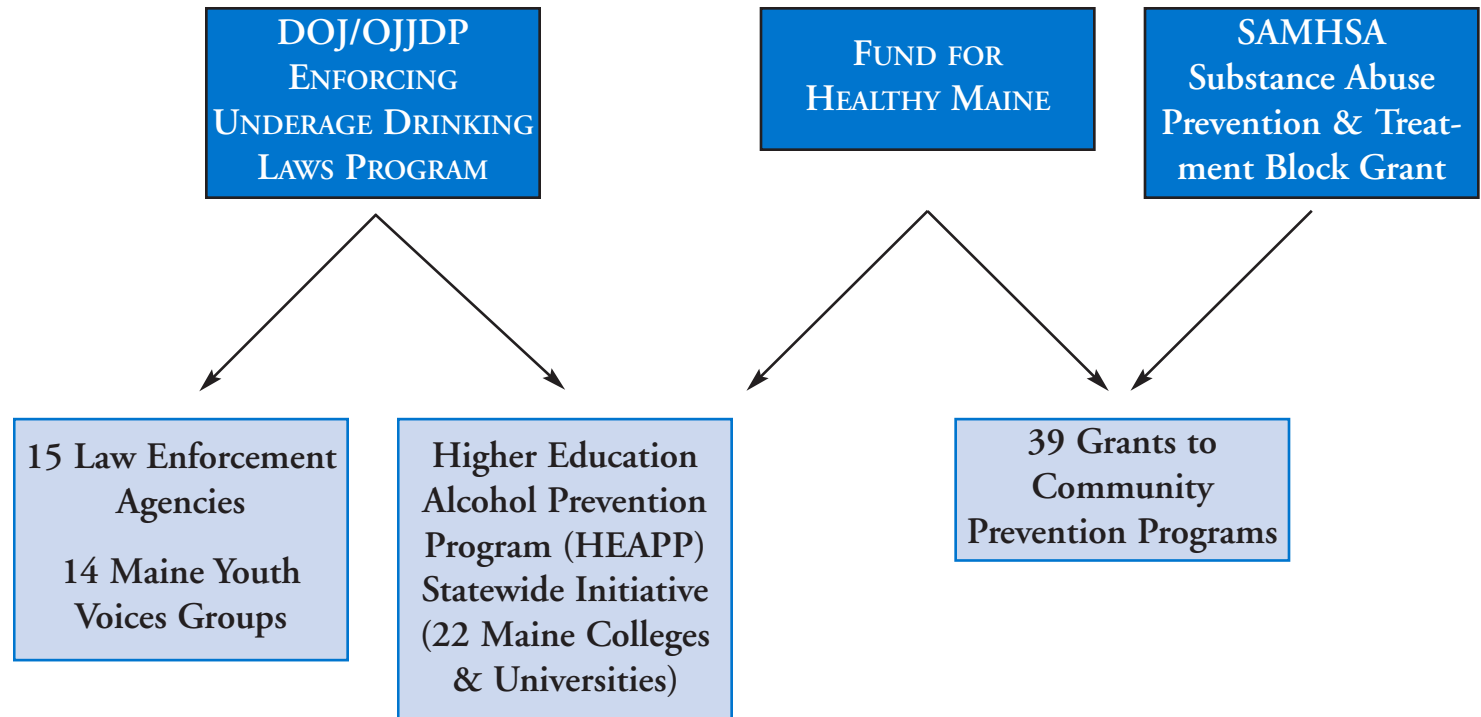 DOJ/OJJDP
ENFORCING
UNDERAGE DRINKING
LAWS PROGRAM
FUND FOR
HEALTHY MAINE
SAMHSA
Substance Abuse
Prevention & Treat-
ment Block Grant
15 Law Enforcement
Agencies
14 Maine Youth
Voices Groups
Higher Education
Alcohol Prevention
Program (HEAPP)
Statewide Initiative
(22 Maine Colleges
& Universities)
39 Grants to
Community
Prevention Programs